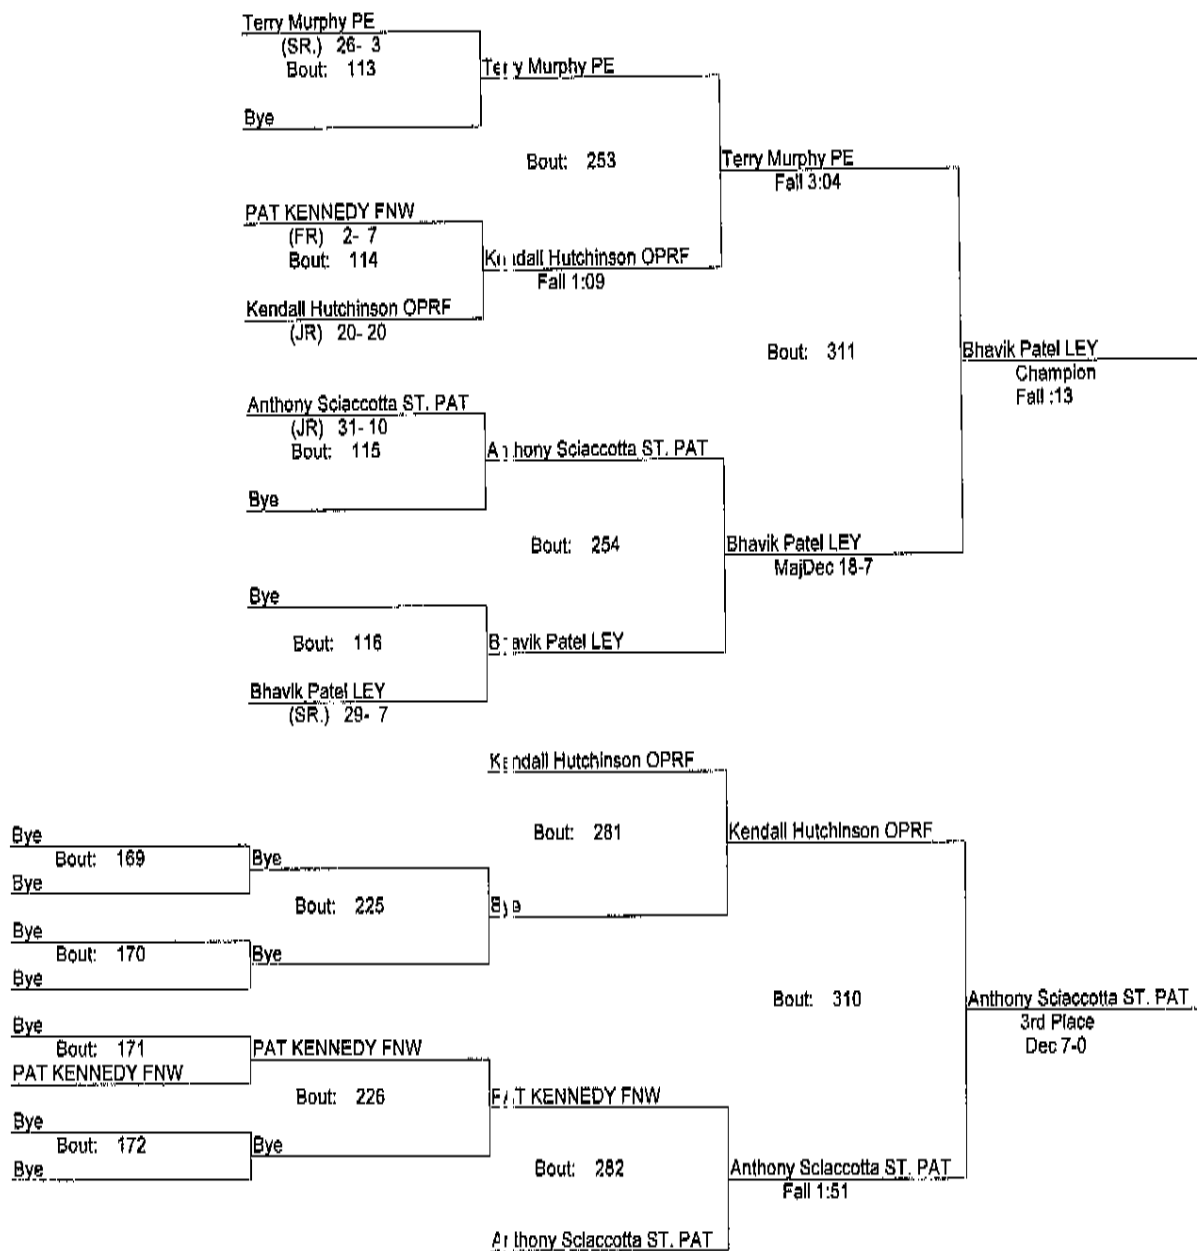 Terry Murphy PE
(SR.) 26- 3
Bout: 113
Terry Murphy PE
Bye
Bout: 253
Terry Murphy PE
Fall 3:04
PAT KENNEDY FNW
(FR) 2- 7
Bout: 114
Kendall Hutchinson OPRF
Fall 1:09
Kendall Hutchinson OPRF
(JR) 20- 20
Bout: 311
Bhavik Patel LEY
Champion
Fall :13
Anthony Sciaccotta ST. PAT
(JR) 31- 10
Bout: 115
Anthony Sciaccotta ST. PAT
Bye
Bout: 254
Bhavik Patel LEY
MajDec 18-7
Bye
Bout: 116
Bhavik Patel LEY
Bhavik Patel LEY
(SR.) 29- 7
Kendall Hutchinson OPRF
Bout: 281
Kendall Hutchinson OPRF
Bye
Bout: 169
Bye
Bye
Bout: 225
Bye
Bye
Bout: 170
Bye
Bye
Bout: 310
Anthony Sciaccotta ST. PAT
3rd Place
Dec 7-0
Bye
Bout: 171
PAT KENNEDY FNW
PAT KENNEDY FNW
Bout: 226
PAT KENNEDY FNW
Bye
Bout: 172
Bye
Bye
Bout: 282
Anthony Sciaccotta ST. PAT
Fall 1:51
Anthony Sciaccotta ST. PAT